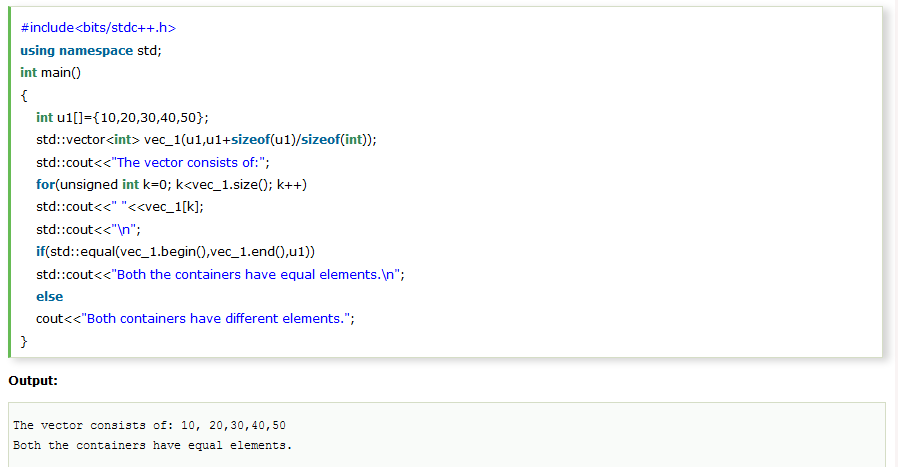 #include<bits/stdc++.h>
using namespace std;
int main()
{
int u1[]={10,20,30,40,50};
std::vector<int> vec_1(u1,u1+sizeof(u1)/sizeof(int));
std::cout<<"The vector consists of:";
for(unsigned int k=0; k<vec_1.size(); k++)
std::cout<<" "<<vec_1[k];
std::cout<<"\n";
if(std::equal(vec_1.begin(),vec_1.end(),u1))
std::cout<<"Both the containers have equal elements.\n";
else
cout<<"Both containers have different elements.";
}
Output:
The vector consists of: 10, 20,30,40,50
Both the containers have equal elements.